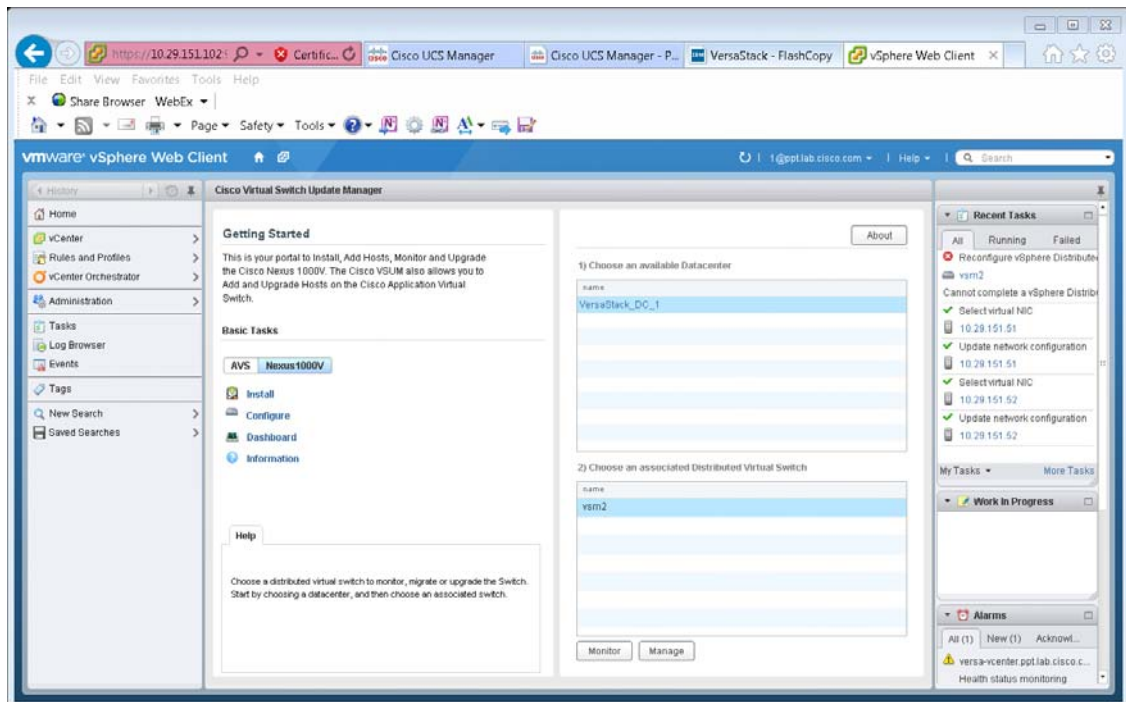 https://10.29.151.102:
Certific...
Cisco UCS Manager
Cisco UCS Manager - P...
VersaStack - FlashCopy
vSphere Web Client
File Edit View Favorites Tools Help
x Share Browser WebEx
Page Safety Tools
vmware® vSphere Web Client
1@ppt.lab.cisco.com
Help
Search
History
Home
vCenter
Rules and Profiles
vCenter Orchestrator
Administration
Tasks
Log Browser
Events
Tags
New Search
Saved Searches
Cisco Virtual Switch Update Manager
Getting Started
This is your portal to Install, Add Hosts, Monitor and Upgrade
the Cisco Nexus 1000V. The Cisco VSUM also allows you to
Add and Upgrade Hosts on the Cisco Application Virtual
Switch.
Basic Tasks
AVS Nexus1000V
Install
Configure
Dashboard
Information
Help
Choose a distributed virtual switch to monitor, migrate or upgrade the Switch.
Start by choosing a datacenter, and then choose an associated switch.
About
1) Choose an available Datacenter
name
VersaStack_DC_1
2) Choose an associated Distributed Virtual Switch
name
vsm2
Monitor Manage
Recent Tasks
All Running Failed
Reconfigure vSphere Distribute
vsm2
Cannot complete a vSphere Distrib
Select virtual NIC
10.29.151.51
Update network configuration
10.29.151.51
Select virtual NIC
10.29.151.52
Update network configuration
10.29.151.52
My Tasks More Tasks
Work In Progress
Alarms
All (1) New (1) Acknowl...
versa-vcenter.ppt.lab.cisco.c...
Health status monitoring